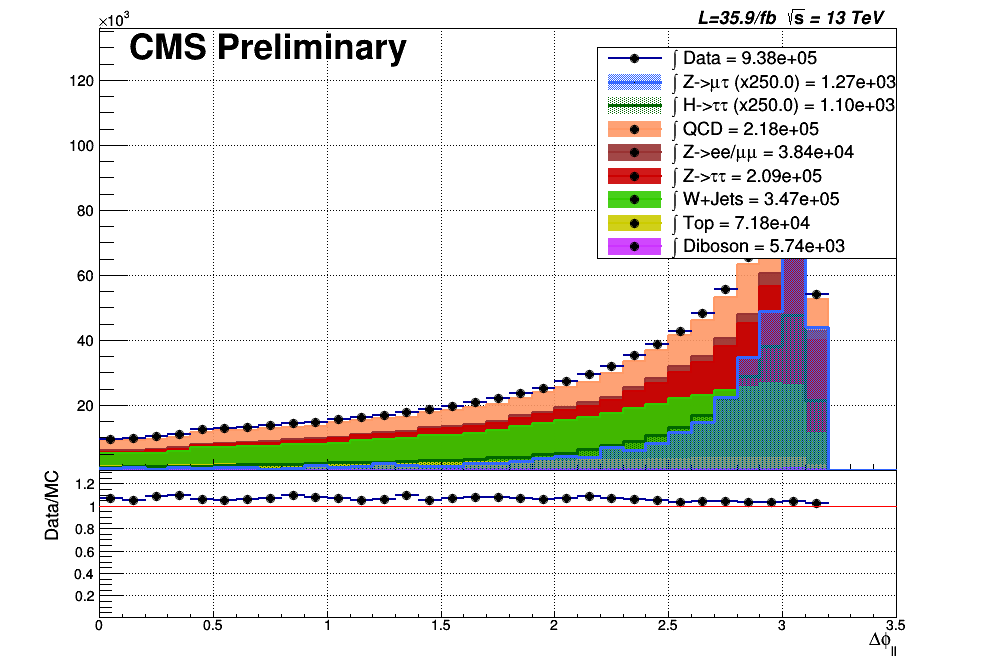 ×10³
L=35.9/fb √s = 13 TeV
CMS Preliminary
∫ Data = 9.38e+05
∫ Z->μτ (x250.0) = 1.27e+03
∫ H->ττ (x250.0) = 1.10e+03
∫ QCD = 2.18e+05
∫ Z->ee/μμ = 3.84e+04
∫ Z->ττ = 2.09e+05
∫ W+Jets = 3.47e+05
∫ Top = 7.18e+04
∫ Diboson = 5.74e+03
120
100
80
60
40
20
Data/MC
1.2
1
0.8
0.6
0.4
0.2
0 0.5 1 1.5 2 2.5 3 3.5
Δϕ||